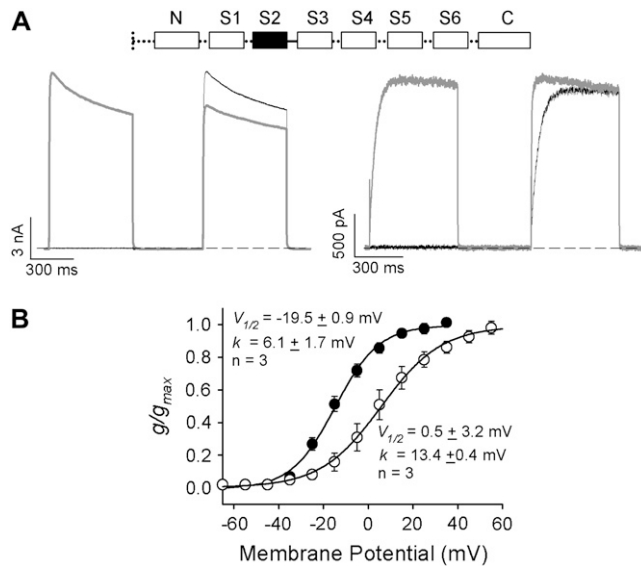 A
N S1 S2 S3 S4 S5 S6 C
3 nA
300 ms
500 pA
300 ms
B
V1/2 = -19.5 ± 0.9 mV
k = 6.1 ± 1.7 mV
n = 3
V1/2 = 0.5 ± 3.2 mV
k = 13.4 ±0.4 mV
n = 3
g/gmax
1.0
0.8
0.6
0.4
0.2
0.0
-60 -40 -20 0 20 40 60
Membrane Potential (mV)